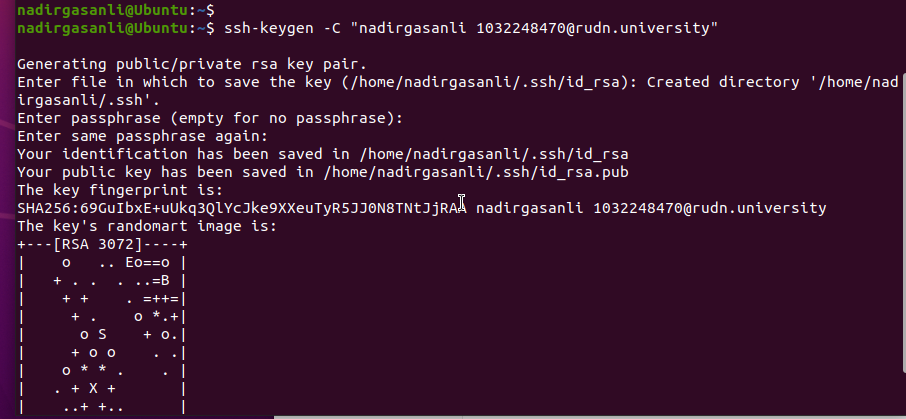 nadirgasanli@Ubuntu:~$
nadirgasanli@Ubuntu:~$ ssh-keygen -C "nadirgasanli 1032248470@rudn.university"
Generating public/private rsa key pair.
Enter file in which to save the key (/home/nadirgasanli/.ssh/id_rsa): Created directory '/home/nad
irgasanli/.ssh'.
Enter passphrase (empty for no passphrase):
Enter same passphrase again:
Your identification has been saved in /home/nadirgasanli/.ssh/id_rsa
Your public key has been saved in /home/nadirgasanli/.ssh/id_rsa.pub
The key fingerprint is:
SHA256:69GuIbxE+uUkq3QlYcJke9XXeuTyR5JJ0N8TNtJjRAA nadirgasanli 1032248470@rudn.university
The key's randomart image is:
+---[RSA 3072]----+
|     o   .. Eo==o |
|    + . .  . ..=B |
|     + +    . =++=|
|      + .    o *.+|
|       o S    + o.|
|      + o o    . .|
|     o * * .    . |
|    . + X +       |
|     ..+ +..      |